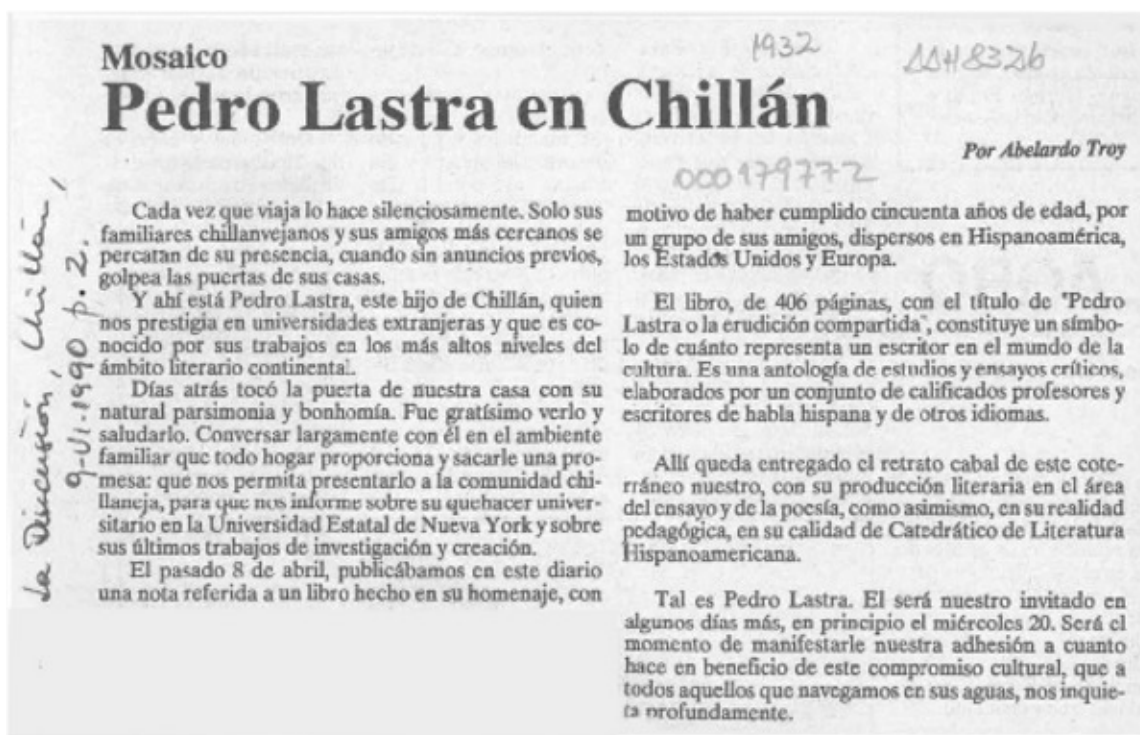 Mosaico
1932
AAH8326
Pedro Lastra en Chillán
Por Abelardo Troy
000179772
La Discusión, Chillán,
9-VI-1990 p. 2.
Cada vez que viaja lo hace silenciosamente. Solo sus
familiares chillanvejanos y sus amigos más cercanos se
percatan de su presencia, cuando sin anuncios previos,
golpea las puertas de sus casas.
Y ahí está Pedro Lastra, este hijo de Chillán, quien
nos prestigia en universidades extranjeras y que es co-
nocido por sus trabajos en los más altos niveles del
ámbito literario continental.
Días atrás tocó la puerta de nuestra casa con su
natural parsimonia y bonhomía. Fue gratísimo verlo y
saludarlo. Conversar largamente con él en el ambiente
familiar que todo hogar proporciona y sacarle una pro-
mesa: que nos permita presentarlo a la comunidad chi-
llaneja, para que nos informe sobre su quehacer univer-
sitario en la Universidad Estatal de Nueva York y sobre
sus últimos trabajos de investigación y creación.
El pasado 8 de abril, publicábamos en este diario
una nota referida a un libro hecho en su homenaje, con
motivo de haber cumplido cincuenta años de edad, por
un grupo de sus amigos, dispersos en Hispanoamérica,
los Estados Unidos y Europa.
El libro, de 406 páginas, con el título de "Pedro
Lastra o la erudición compartida", constituye un símbo-
lo de cuánto representa un escritor en el mundo de la
cultura. Es una antología de estudios y ensayos críticos,
elaborados por un conjunto de calificados profesores y
escritores de habla hispana y de otros idiomas.
Allí queda entregado el retrato cabal de este cote-
rráneo nuestro, con su producción literaria en el área
del ensayo y de la poesía, como asimismo, en su realidad
pedagógica, en su calidad de Catedrático de Literatura
Hispanoamericana.
Tal es Pedro Lastra. El será nuestro invitado en
algunos días más, en principio el miércoles 20. Será el
momento de manifestarle nuestra adhesión a cuanto
hace en beneficio de este compromiso cultural, que a
todos aquellos que navegamos en sus aguas, nos inquie-
ta profundamente.